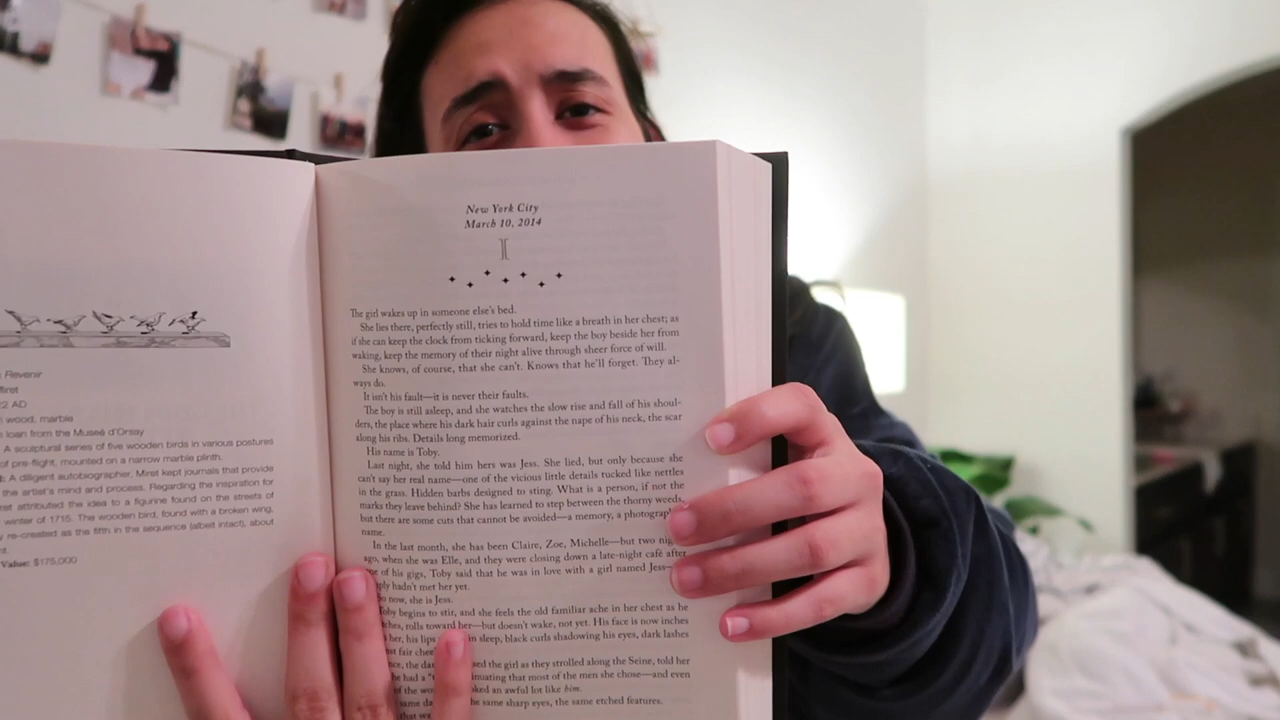 Revenir
22 AD
wood, marble
loan from the Museé d'Orsay
A sculptural series of five wooden birds in various postures
of pre-flight, mounted on a narrow marble plinth.
A diligent autobiographer, Miret kept journals that provide
the artist's mind and process. Regarding the inspiration for
attributed the idea to a figurine found on the streets of
winter of 1715. The wooden bird, found with a broken wing,
re-created as the fifth in the sequence (albeit intact), about
Value: $175,000
New York City
March 10, 2014
I
The girl wakes up in someone else's bed.
She lies there, perfectly still, tries to hold time like a breath in her chest; as
if she can keep the clock from ticking forward, keep the boy beside her from
waking, keep the memory of their night alive through sheer force of will.
She knows, of course, that she can't. Knows that he'll forget. They al-
ways do.
It isn't his fault—it is never their faults.
The boy is still asleep, and she watches the slow rise and fall of his shoul-
ders, the place where his dark hair curls against the nape of his neck, the scar
along his ribs. Details long memorized.
His name is Toby.
Last night, she told him hers was Jess. She lied, but only because she
can't say her real name—one of the vicious little details tucked like nettles
in the grass. Hidden barbs designed to sting. What is a person, if not the
marks they leave behind? She has learned to step between the thorny weeds,
but there are some cuts that cannot be avoided—a memory, a photograph,
name.
In the last month, she has been Claire, Zoe, Michelle—but two
ago, when she was Elle, and they were closing down a late-night café after
of his gigs, Toby said that he was in love with a girl named Jess—
hadn't met her yet.
So now, she is Jess.
Toby begins to stir, and she feels the old familiar ache in her chest as he
rolls toward her—but doesn't wake, not yet. His face is now inches
her, his lips in sleep, black curls shadowing his eyes, dark lashes
fair
the girl as they strolled along the Seine, told her
he had a that most of the men she chose—and even
of the an awful lot like him.
same the same sharp eyes, the same etched features.
that